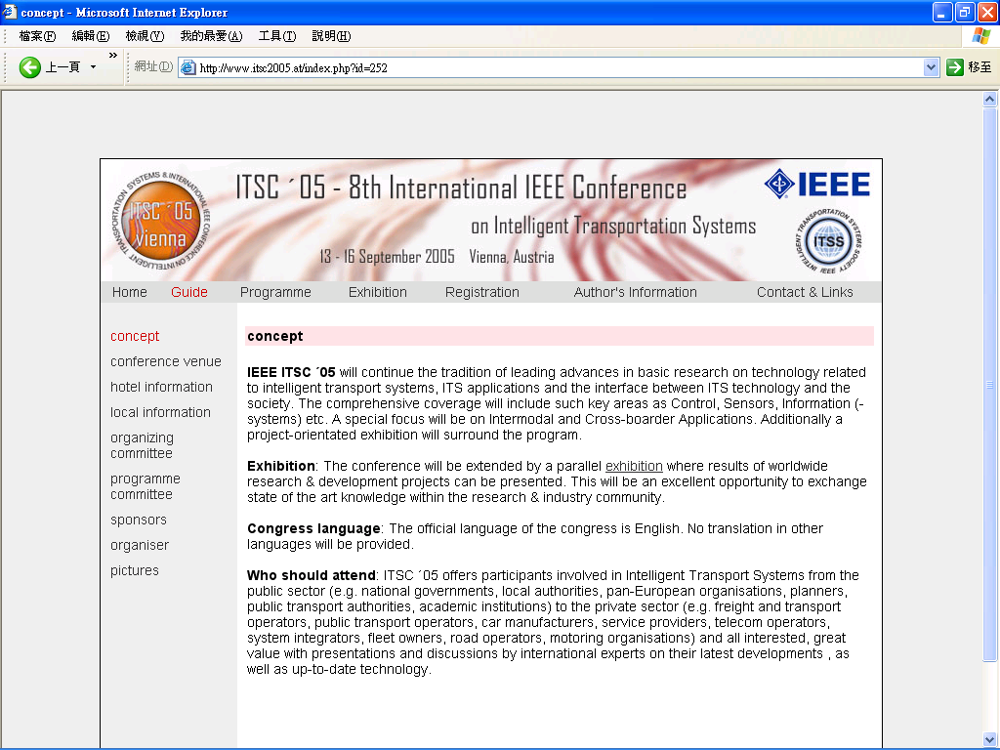 concept - Microsoft Internet Explorer
檔案(F) 編輯(E) 檢視(V) 我的最愛(A) 工具(T) 說明(H)
上一頁 » 網址(D) http://www.itsc2005.at/index.php?id=252 移至
TRANSPORTATION SYSTEMS & INTERNATIONAL IEEE CONFERENCE ON INTELLIGENT
ITSC ´05
vienna
ITSC ´05 - 8th International IEEE Conference
on Intelligent Transportation Systems
13 - 16 September 2005 Vienna, Austria
IEEE
INTELLIGENT TRANSPORTATION SYSTEMS SOCIETY
ITSS
Home Guide Programme Exhibition Registration Author's Information Contact & Links
concept
conference venue
hotel information
local information
organizing
committee
programme
committee
sponsors
organiser
pictures
concept
IEEE ITSC ´05 will continue the tradition of leading advances in basic research on technology related
to intelligent transport systems, ITS applications and the interface between ITS technology and the
society. The comprehensive coverage will include such key areas as Control, Sensors, Information (-
systems) etc. A special focus will be on Intermodal and Cross-boarder Applications. Additionally a
project-orientated exhibition will surround the program.
Exhibition: The conference will be extended by a parallel exhibition where results of worldwide
research & development projects can be presented. This will be an excellent opportunity to exchange
state of the art knowledge within the research & industry community.
Congress language: The official language of the congress is English. No translation in other
languages will be provided.
Who should attend: ITSC ´05 offers participants involved in Intelligent Transport Systems from the
public sector (e.g. national governments, local authorities, pan-European organisations, planners,
public transport authorities, academic institutions) to the private sector (e.g. freight and transport
operators, public transport operators, car manufacturers, service providers, telecom operators,
system integrators, fleet owners, road operators, motoring organisations) and all interested, great
value with presentations and discussions by international experts on their latest developments , as
well as up-to-date technology.